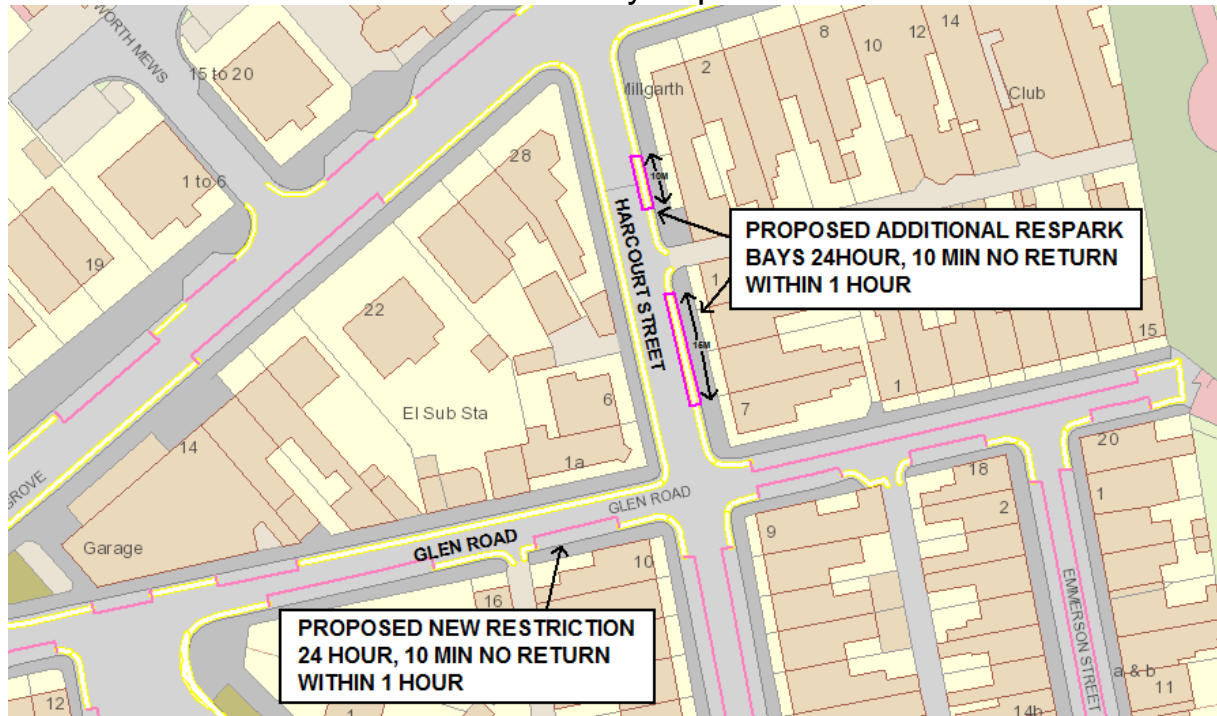 WORTH MEWS
15 to 20
1 to 6
19
28
22
14
El Sub Sta
6
1a
Garage
GROVE
Millgarth
2
8
10
12
14
Club
10M
HARCOURT STREET
PROPOSED ADDITIONAL RESPARK
BAYS 24HOUR, 10 MIN NO RETURN
WITHIN 1 HOUR
1
15M
7
1
15
GLEN ROAD
GLEN ROAD
9
18
2
20
1
10
16
PROPOSED NEW RESTRICTION
24 HOUR, 10 MIN NO RETURN
WITHIN 1 HOUR
12
1
EMMERSON STREET
a & b
11
14b